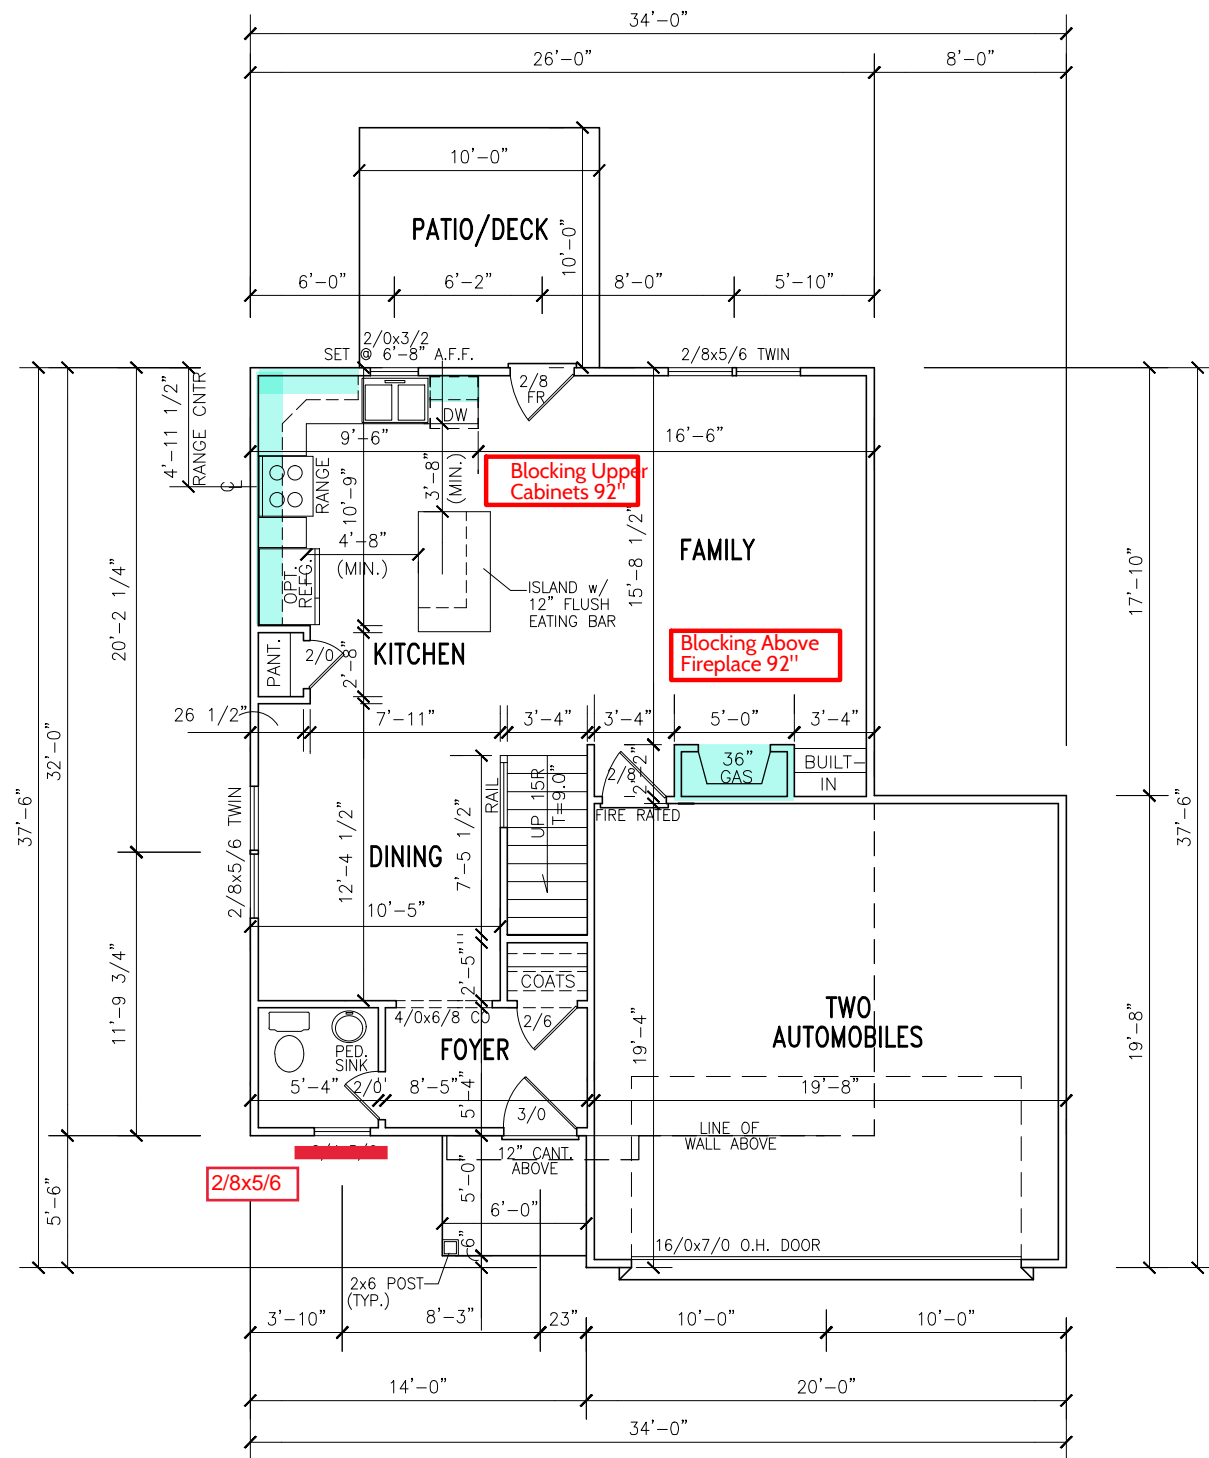 34'-0"
26'-0"
8'-0"
10'-0"
PATIO/DECK
10'-0"
6'-0"
6'-2"
8'-0"
5'-10"
2/0x3/2
SET @ 6'-8" A.F.F.
2/8x5/6 TWIN
2/8
FR
4'-11 1/2"
RANGE CNTR
CL
DW
9'-6"
16'-6"
Blocking Upper
Cabinets 92"
RANGE
10'-9"
3'-8"
(MIN.)
4'-8"
(MIN.)
15'-8 1/2"
FAMILY
OPT.
REFG.
ISLAND w/
12" FLUSH
EATING BAR
17'-10"
20'-2 1/4"
Blocking Above
Fireplace 92"
PANT.
2/0
2'-8"
KITCHEN
26 1/2"
7'-11"
3'-4"
3'-4"
5'-0"
3'-4"
32'-0"
37'-6"
36"
GAS
BUILT-
IN
2/8
2'-2"
FIRE RATED
RAIL
UP 15R
T=9.0"
37'-6"
2/8x5/6 TWIN
DINING
12'-4 1/2"
7'-5 1/2"
10'-5"
11'-9 3/4"
2'-5"
COATS
4/0x6/8 CO
2/6
TWO
AUTOMOBILES
19'-4"
19'-8"
PED.
SINK
FOYER
5'-4"
2/0
8'-5"
5'-4"
19'-8"
3/0
LINE OF
WALL ABOVE
12" CANT.
ABOVE
2/8x5/6
5'-6"
5'-0"
6'-0"
6"
16/0x7/0 O.H. DOOR
2x6 POST
(TYP.)
3'-10"
8'-3"
23"
10'-0"
10'-0"
14'-0"
20'-0"
34'-0"